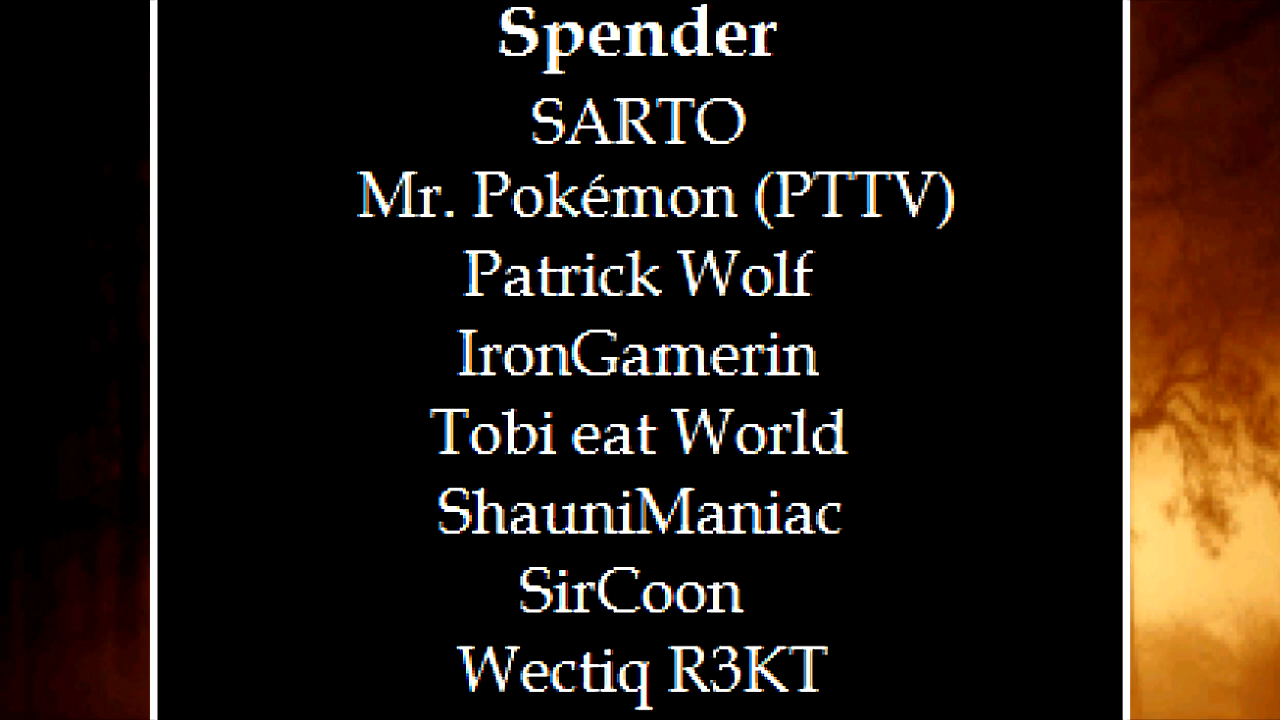 Spender
SARTO
Mr. Pokémon (PTTV)
Patrick Wolf
IronGamerin
Tobi eat World
ShauniManiac
SirCoon
Wectiq R3KT